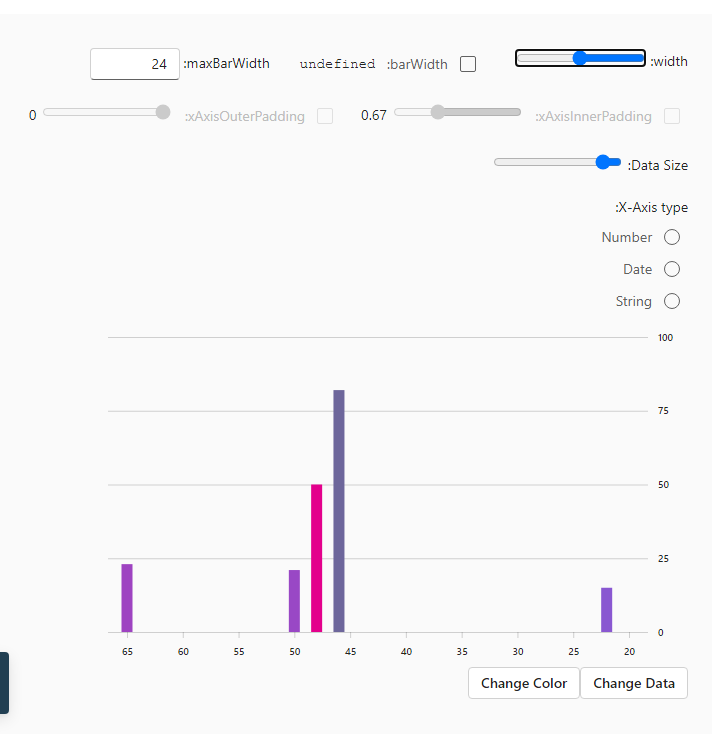 width:
barWidth: undefined
maxBarWidth: 24
xAxisInnerPadding: 0.67
xAxisOuterPadding: 0
Data Size:
X-Axis type:
Number
Date
String
100
75
50
25
0
65 60 55 50 45 40 35 30 25 20
Change Color Change Data